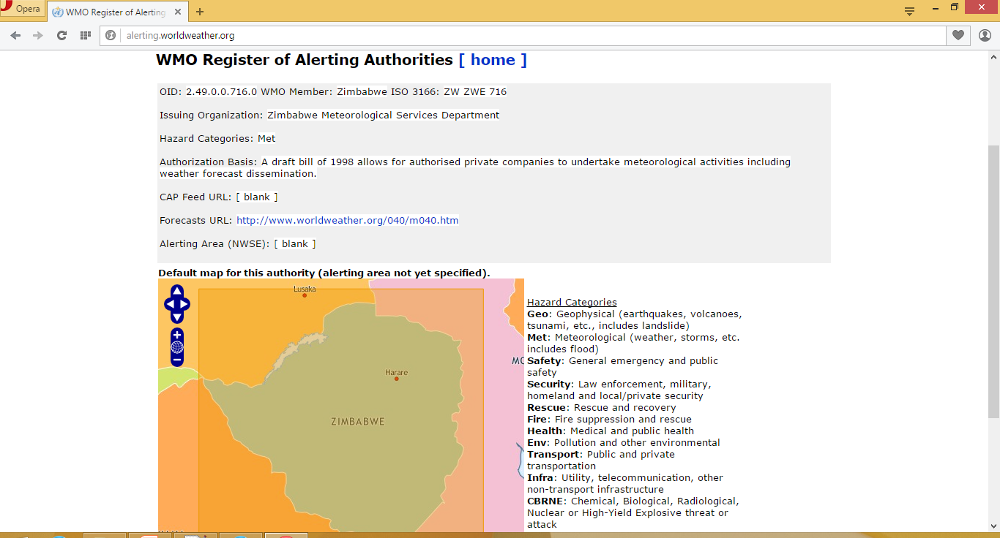 Opera
WMO Register of Alerting
alerting.worldweather.org
WMO Register of Alerting Authorities [ home ]
OID: 2.49.0.0.716.0 WMO Member: Zimbabwe ISO 3166: ZW ZWE 716
Issuing Organization: Zimbabwe Meteorological Services Department
Hazard Categories: Met
Authorization Basis: A draft bill of 1998 allows for authorised private companies to undertake meteorological activities including
weather forecast dissemination.
CAP Feed URL: [ blank ]
Forecasts URL: http://www.worldweather.org/040/m040.htm
Alerting Area (NWSE): [ blank ]
Default map for this authority (alerting area not yet specified).
Lusaka
Harare
ZIMBABWE
MO
Hazard Categories
Geo: Geophysical (earthquakes, volcanoes,
tsunami, etc., includes landslide)
Met: Meteorological (weather, storms, etc.
includes flood)
Safety: General emergency and public
safety
Security: Law enforcement, military,
homeland and local/private security
Rescue: Rescue and recovery
Fire: Fire suppression and rescue
Health: Medical and public health
Env: Pollution and other environmental
Transport: Public and private
transportation
Infra: Utility, telecommunication, other
non-transport infrastructure
CBRNE: Chemical, Biological, Radiological,
Nuclear or High-Yield Explosive threat or
attack